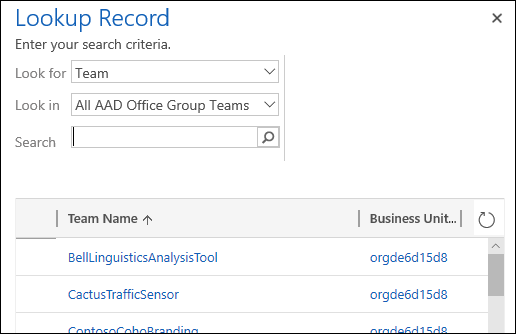 Lookup Record
Enter your search criteria.
Look for Team
Look in All AAD Office Group Teams
Search
Team Name Business Unit...
BellLinguisticsAnalysisTool orgde6d15d8
CactusTrafficSensor orgde6d15d8
ContosoCohoBranding orgde6d15d8